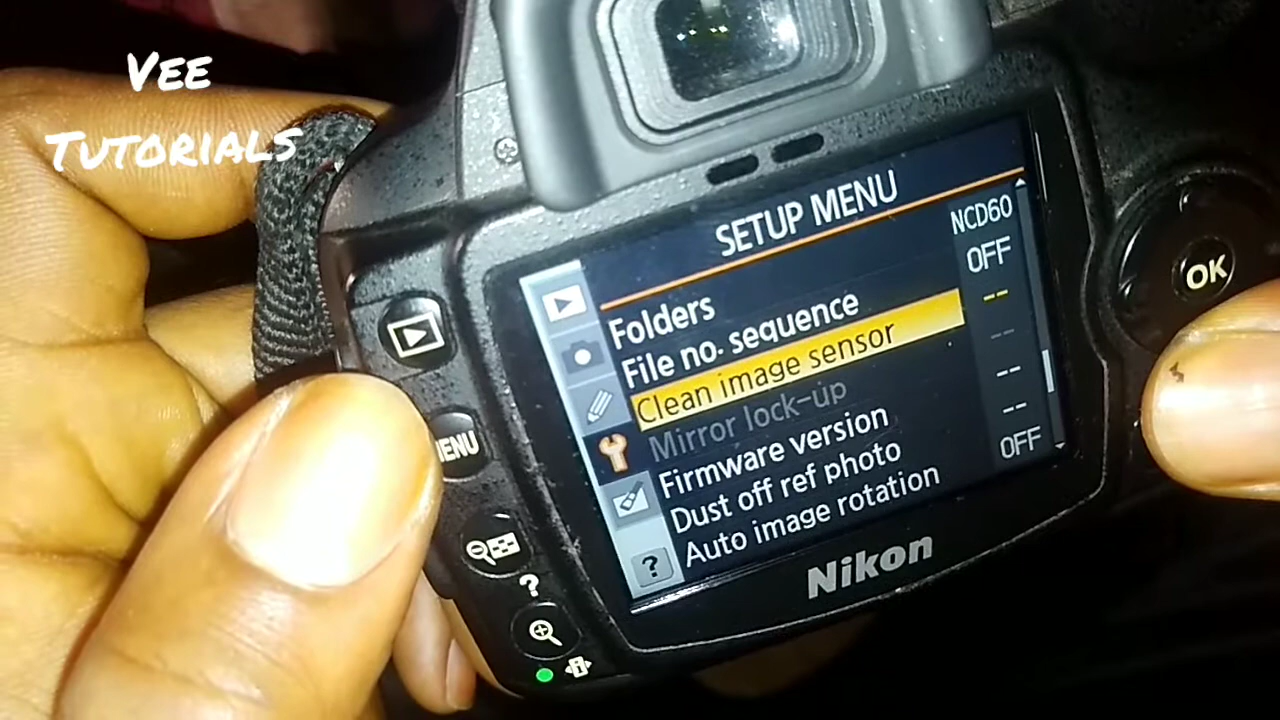 Vee
Tutorials
SETUP MENU
Folders NCD60
File no. sequence OFF
Clean image sensor --
Mirror lock-up --
Firmware version --
Dust off ref photo --
Auto image rotation OFF
OK
MENU
?
?
Nikon